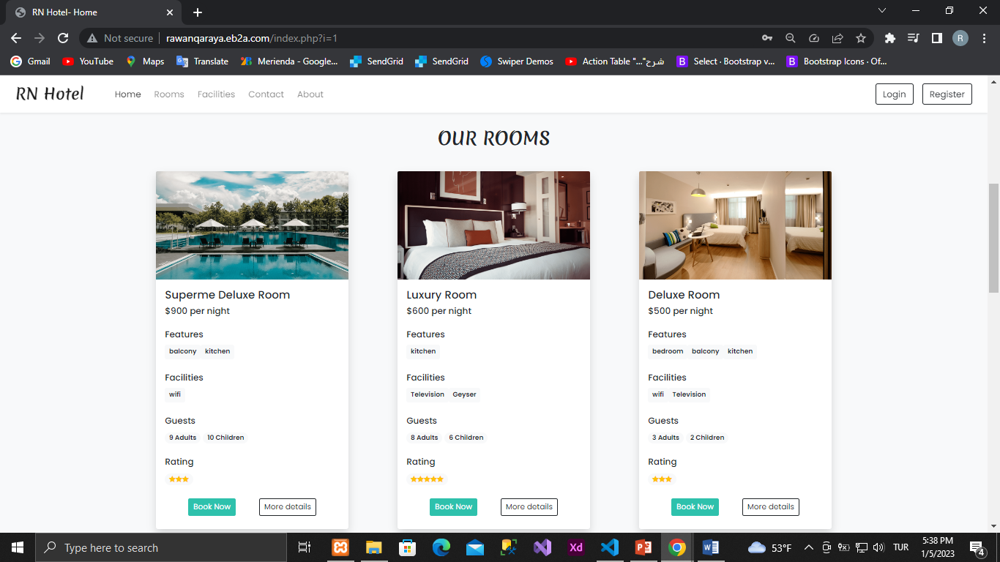 RN Hotel- Home
Not secure rawanqaraya.eb2a.com/index.php?i=1
R
Gmail YouTube Maps Translate Merienda - Google... SendGrid SendGrid Swiper Demos Action Table "..."شرح Select · Bootstrap v... Bootstrap Icons · Of...
RN Hotel Home Rooms Facilities Contact About Login Register
OUR ROOMS
Superme Deluxe Room
$900 per night
Features
balcony kitchen
Facilities
wifi
Guests
9 Adults 10 Children
Rating
Book Now More details
Luxury Room
$600 per night
Features
kitchen
Facilities
Television Geyser
Guests
8 Adults 6 Children
Rating
Book Now More details
Deluxe Room
$500 per night
Features
bedroom balcony kitchen
Facilities
wifi Television
Guests
3 Adults 2 Children
Rating
Book Now More details
Type here to search
Xd
53°F
TUR
5:38 PM
1/5/2023
4